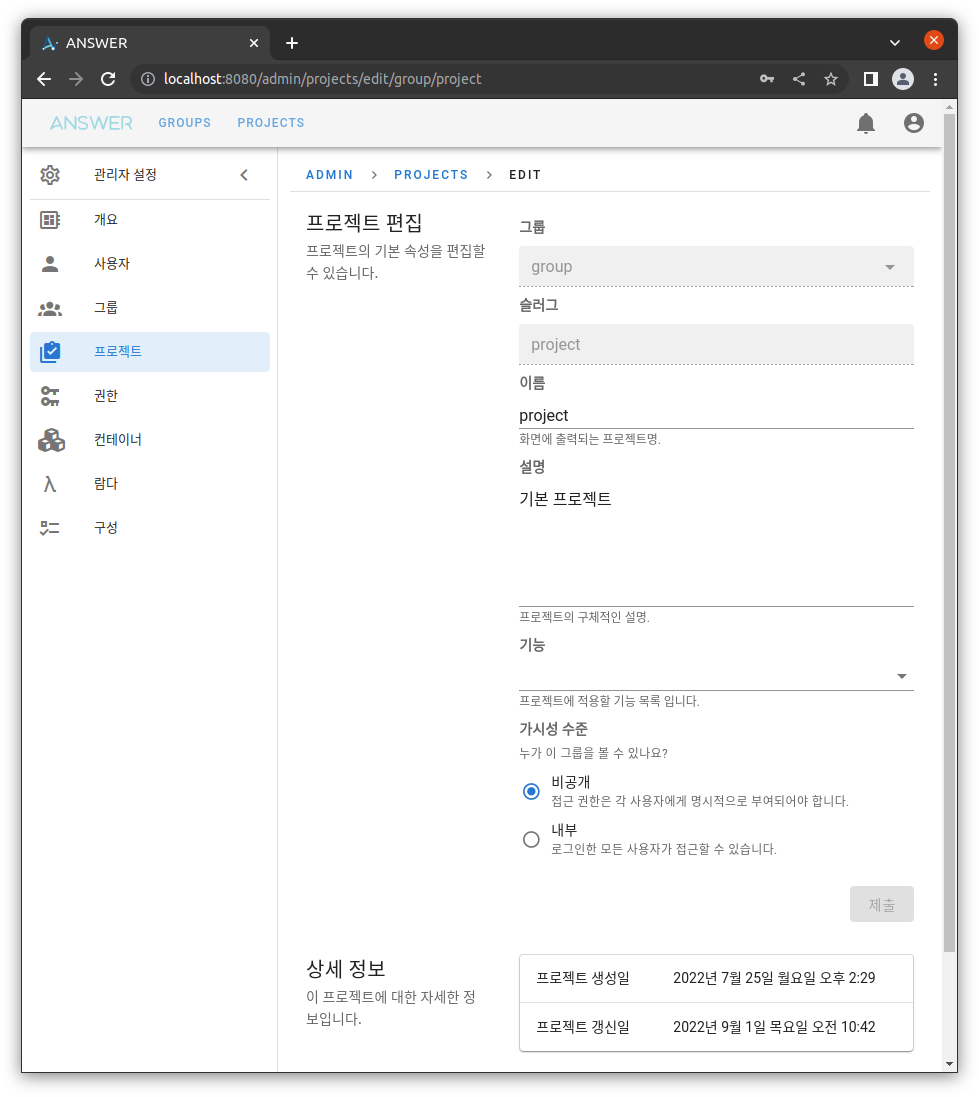 ANSWER
localhost:8080/admin/projects/edit/group/project
ANSWER GROUPS PROJECTS
관리자 설정
개요
사용자
그룹
프로젝트
권한
컨테이너
λ 람다
구성
ADMIN > PROJECTS > EDIT
프로젝트 편집
프로젝트의 기본 속성을 편집할
수 있습니다.
그룹
group
슬러그
project
이름
project
화면에 출력되는 프로젝트명.
설명
기본 프로젝트
프로젝트의 구체적인 설명.
기능
프로젝트에 적용할 기능 목록 입니다.
가시성 수준
누가 이 그룹을 볼 수 있나요?
비공개
접근 권한은 각 사용자에게 명시적으로 부여되어야 합니다.
내부
로그인한 모든 사용자가 접근할 수 있습니다.
제출
상세 정보
이 프로젝트에 대한 자세한 정
보입니다.
프로젝트 생성일 2022년 7월 25일 월요일 오후 2:29
프로젝트 갱신일 2022년 9월 1일 목요일 오전 10:42